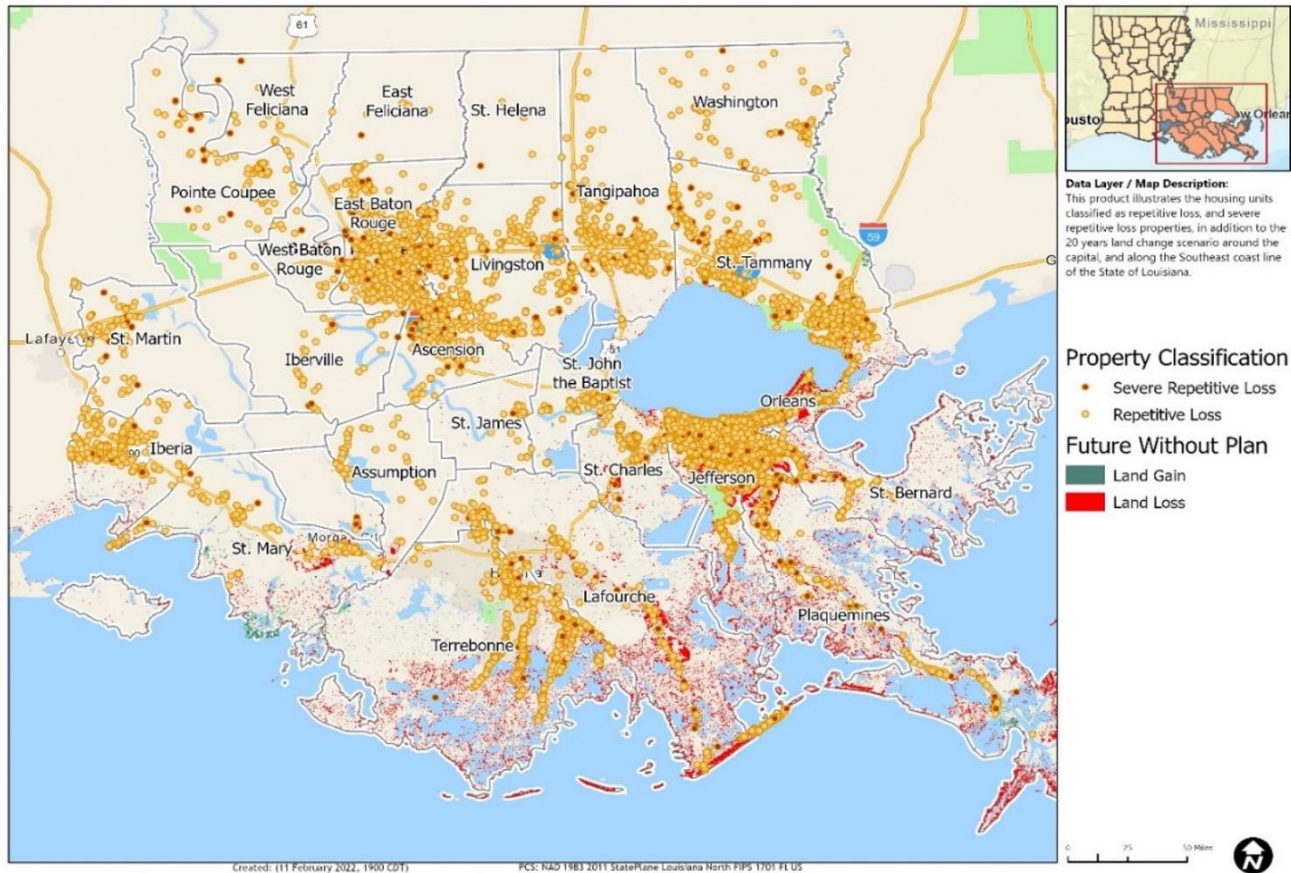 61
Mississippi
West
Feliciana
East
Feliciana
St. Helena
Washington
ousto
ow Orlean
Pointe Coupee
East Baton
Rouge
Tangipahoa
59
West Baton
Rouge
Livingston
St. Tammany
G
Lafaye
St. Martin
Iberville
Ascension
51
St. John
the Baptist
Orleans
St. James
Iberia
90
Assumption
St. Charles
Jefferson
St. Bernard
St. Mary
Lafourche
Plaquemines
Terrebonne
Data Layer / Map Description:
This product illustrates the housing units
classified as repetitive loss, and severe
repetitive loss properties, in addition to the
20 years land change scenario around the
capital, and along the Southeast coast line
of the State of Louisiana.
Property Classification
Severe Repetitive Loss
Repetitive Loss
Future Without Plan
Land Gain
Land Loss
0 25 50 Miles
N
Created: (11 February 2022, 1900 CDT)
PCS: NAD 1983 2011 StatePlane Louisiana North FIPS 1701 Ft US